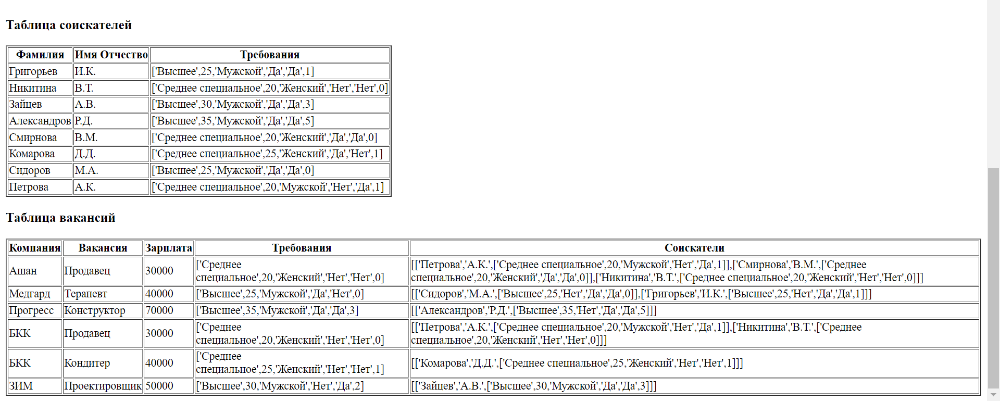 Таблица соискателей
Фамилия Имя Отчество Требования
Григорьев И.К. ['Высшее',25,'Мужской','Да','Да',1]
Никитина В.Т. ['Среднее специальное',20,'Женский','Нет','Нет',0]
Зайцев А.В. ['Высшее',30,'Мужской','Да','Да',3]
Александров Р.Д. ['Высшее',35,'Мужской','Да','Да',5]
Смирнова В.М. ['Среднее специальное',20,'Женский','Да','Да',0]
Комарова Д.Д. ['Среднее специальное',25,'Женский','Да','Нет',1]
Сидоров М.А. ['Высшее',25,'Мужской','Да','Да',0]
Петрова А.К. ['Среднее специальное',20,'Мужской','Нет','Да',1]
Таблица вакансий
Компания Вакансия Зарплата Требования Соискатели
Ашан Продавец 30000 ['Среднее
специальное',20,'Женский','Нет','Нет',0] [['Петрова','А.К.',['Среднее специальное',20,'Мужской','Нет','Да',1]],['Смирнова','В.М.',['Среднее
специальное',20,'Женский','Да','Да',0]],['Никитина','В.Т.',['Среднее специальное',20,'Женский','Нет','Нет',0]]]
Медгард Терапевт 40000 ['Высшее',25,'Мужской','Да','Нет',0] [['Сидоров','М.А.',['Высшее',25,'Нет','Да','Да',0]],['Григорьев','И.К.',['Высшее',25,'Нет','Да','Да',1]]]
Прогресс Конструктор 70000 ['Высшее',35,'Мужской','Да','Да',3] [['Александров','Р.Д.',['Высшее',35,'Нет','Да','Да',5]]]
БКК Продавец 30000 ['Среднее
специальное',20,'Женский','Нет','Нет',0] [['Петрова','А.К.',['Среднее специальное',20,'Мужской','Нет','Да',1]],['Никитина','В.Т.',['Среднее
специальное',20,'Женский','Нет','Нет',0]]]
БКК Кондитер 40000 ['Среднее
специальное',25,'Женский','Нет','Нет',1] [['Комарова','Д.Д.',['Среднее специальное',25,'Женский','Нет','Нет',1]]]
ЗИМ Проектировщик 50000 ['Высшее',30,'Мужской','Нет','Да',2] [['Зайцев','А.В.',['Высшее',30,'Мужской','Да','Да',3]]]